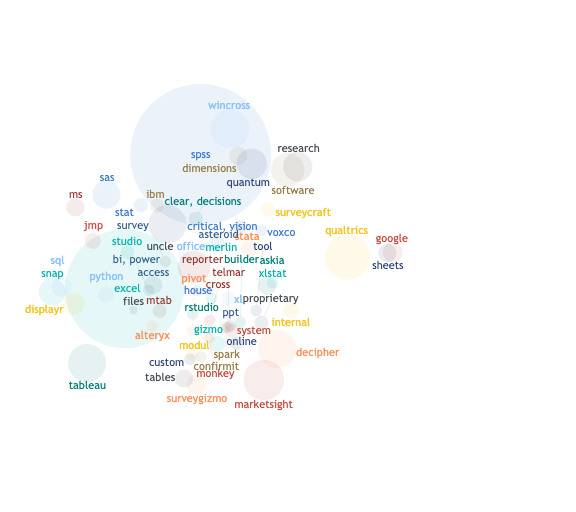 wincross
spss
research
dimensions
quantum
software
sas
ms
ibm
clear, decisions
stat
surveycraft
jmp
survey
critical, vision
qualtrics
asteroid
stata
voxco
google
studio
uncle
office
merlin
tool
sql
bi, power
reporter
builder
askia
sheets
snap
python
access
pivot
telmar
xlstat
excel
cross
house
files
mtab
xl
proprietary
displayr
rstudio
ppt
gizmo
system
internal
alteryx
modul
online
spark
decipher
custom
confirmit
tableau
tables
monkey
surveygizmo
marketsight